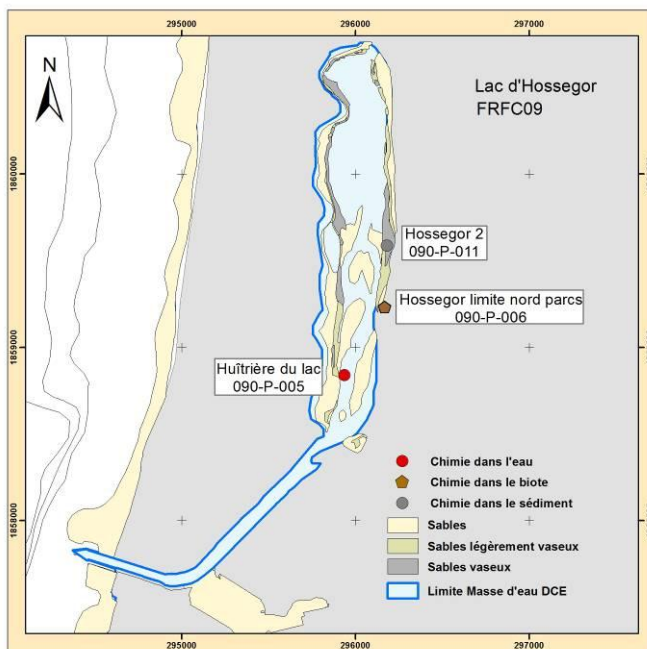 295000 296000 297000
N
Lac d'Hossegor
FRFC09
1860000
Hossegor 2
090-P-011
Hossegor limite nord parcs
090-P-006
1859000
Huîtrière du lac
090-P-005
Chimie dans l'eau
Chimie dans le biote
Chimie dans le sédiment
1858000
Sables
Sables légèrement vaseux
Sables vaseux
Limite Masse d'eau DCE
295000 296000 297000